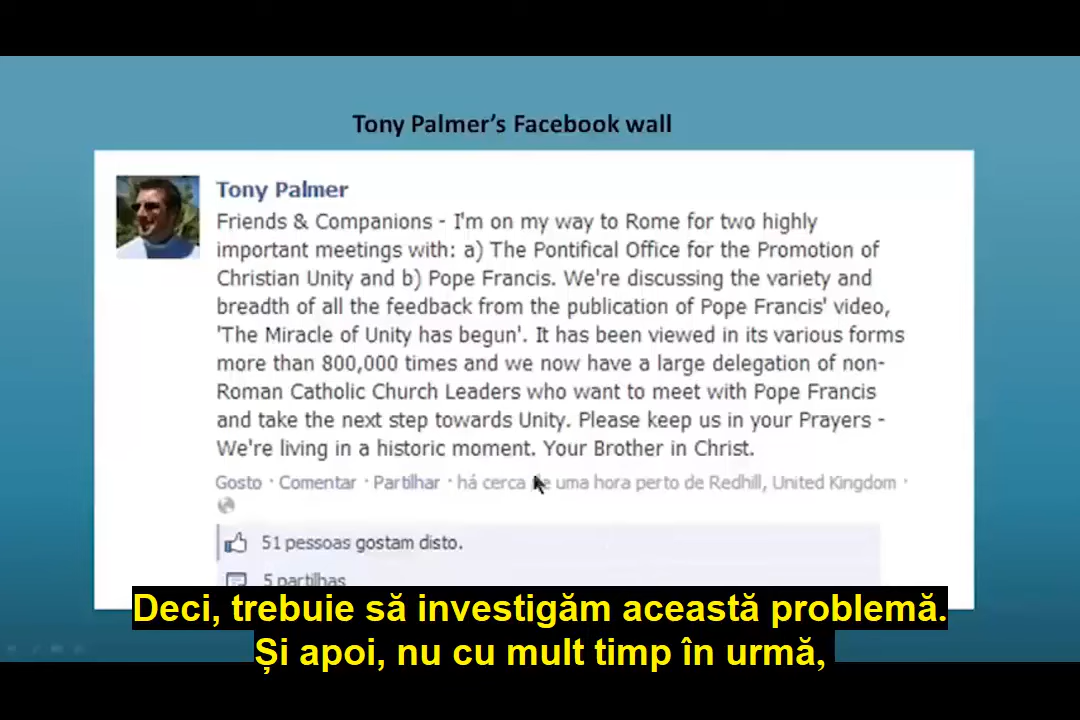 Tony Palmer's Facebook wall
Tony Palmer
Friends & Companions - I'm on my way to Rome for two highly
important meetings with: a) The Pontifical Office for the Promotion of
Christian Unity and b) Pope Francis. We're discussing the variety and
breadth of all the feedback from the publication of Pope Francis' video,
'The Miracle of Unity has begun'. It has been viewed in its various forms
more than 800,000 times and we now have a large delegation of non-
Roman Catholic Church Leaders who want to meet with Pope Francis
and take the next step towards Unity. Please keep us in your Prayers -
We're living in a historic moment. Your Brother in Christ.
Gosto · Comentar · Partilhar · há cerca de uma hora perto de Redhill, United Kingdom ·
51 pessoas gostam disto.
5 partilhas
Deci, trebuie să investigăm această problemă.
Și apoi, nu cu mult timp în urmă,